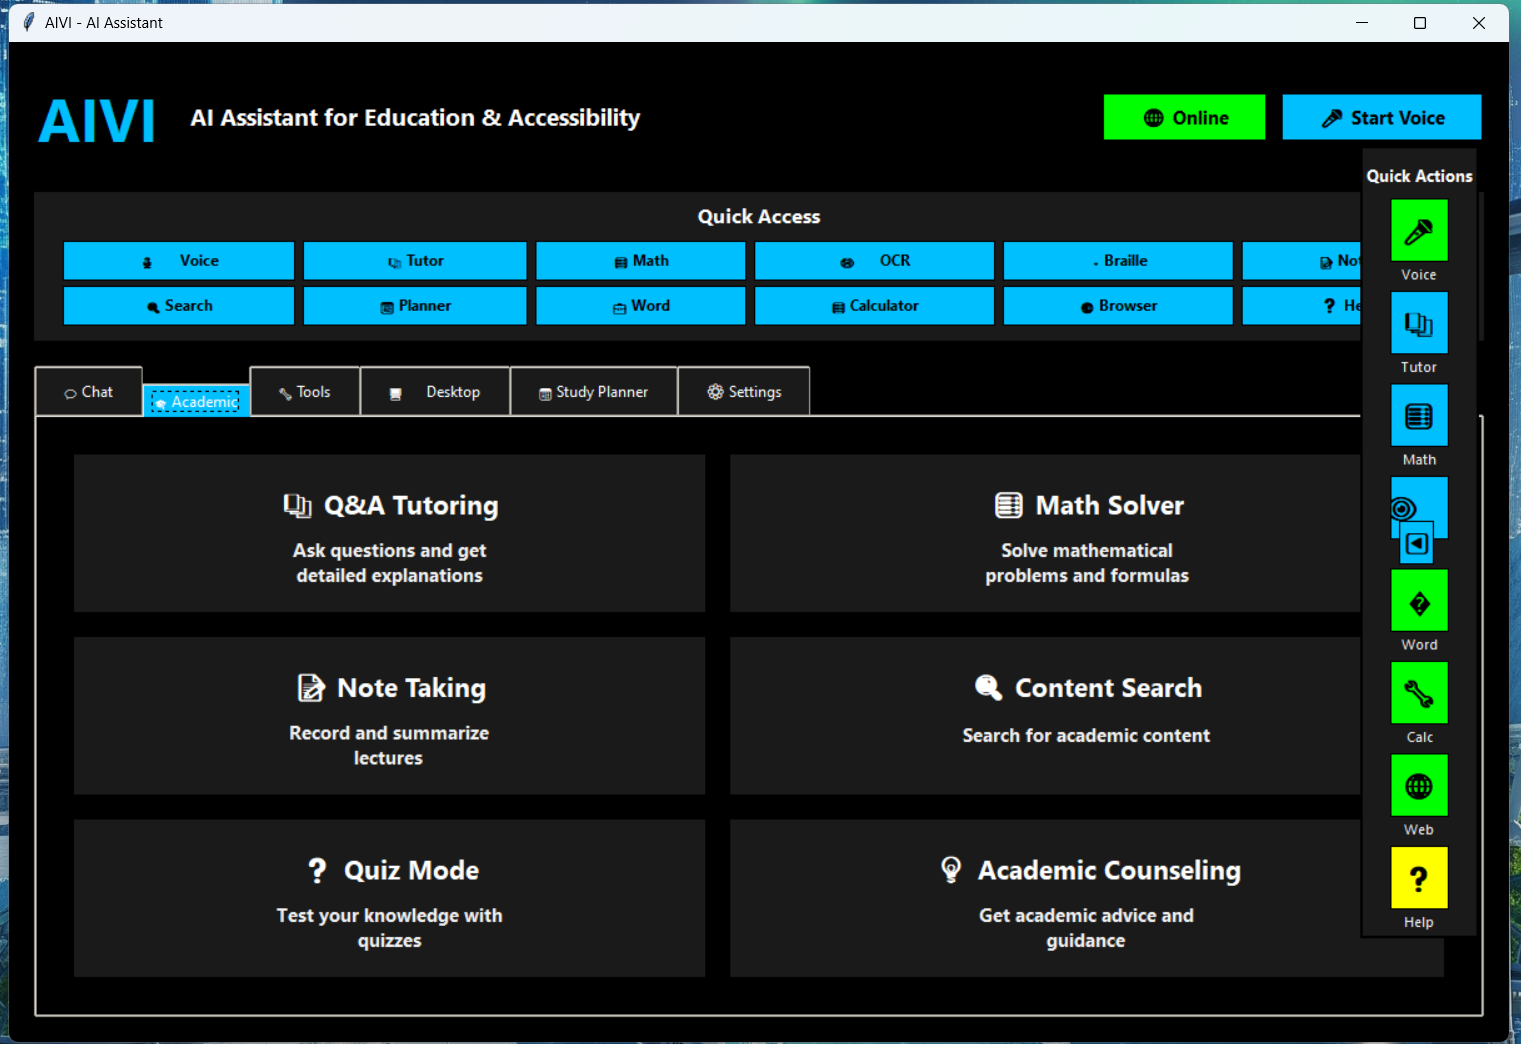 AIVI - AI Assistant
AIVI
AI Assistant for Education & Accessibility
Online
Start Voice
Quick Access
Voice
Tutor
Math
OCR
Braille
Not
Search
Planner
Word
Calculator
Browser
? He
Chat
Academic
Tools
Desktop
Study Planner
Settings
Q&A Tutoring
Ask questions and get
detailed explanations
Math Solver
Solve mathematical
problems and formulas
Note Taking
Record and summarize
lectures
Content Search
Search for academic content
? Quiz Mode
Test your knowledge with
quizzes
Academic Counseling
Get academic advice and
guidance
Quick Actions
Voice
Tutor
Math
?
Word
Calc
Web
?
Help